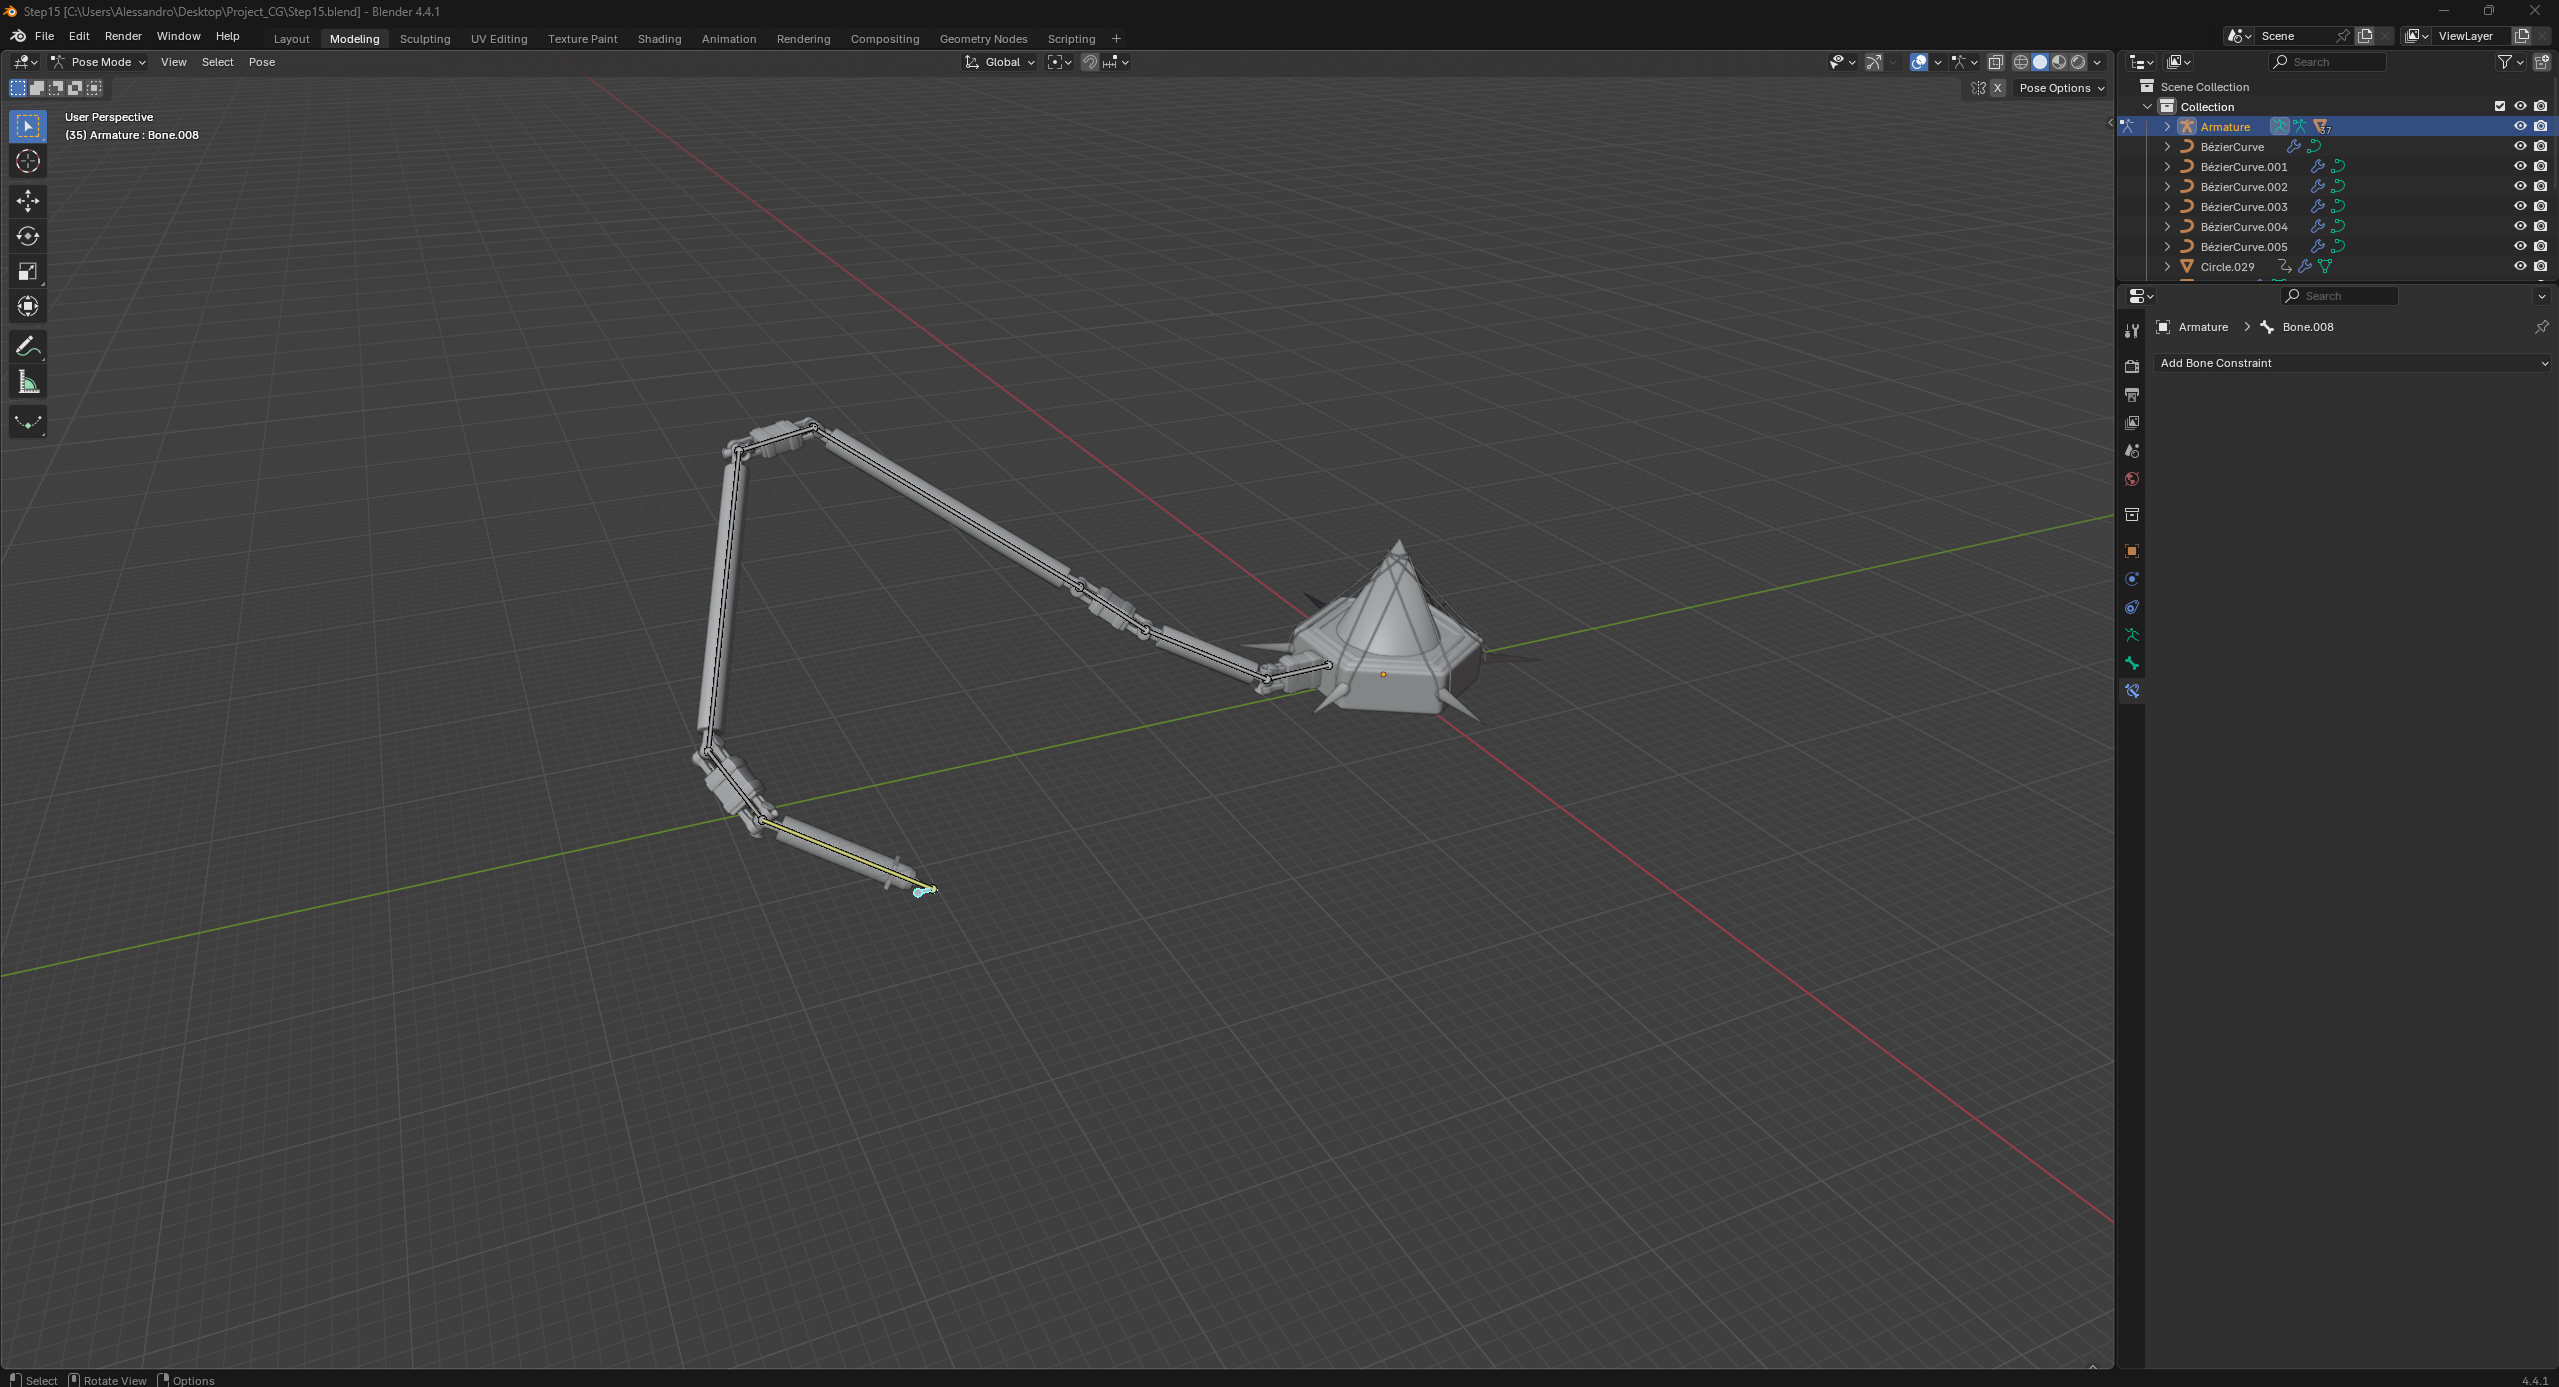 Step15 [C:\Users\Alessandro\Desktop\Project_CG\Step15.blend] - Blender 4.4.1
File Edit Render Window Help Layout Modeling Sculpting UV Editing Texture Paint Shading Animation Rendering Compositing Geometry Nodes Scripting + Scene ViewLayer
Pose Mode View Select Pose Global Search
X Pose Options
Scene Collection
Collection
User Perspective
(35) Armature : Bone.008
Armature 37
BézierCurve
BézierCurve.001
BézierCurve.002
BézierCurve.003
BézierCurve.004
BézierCurve.005
Circle.029
Search
Armature > Bone.008
Add Bone Constraint
Select Rotate View Options 4.4.1